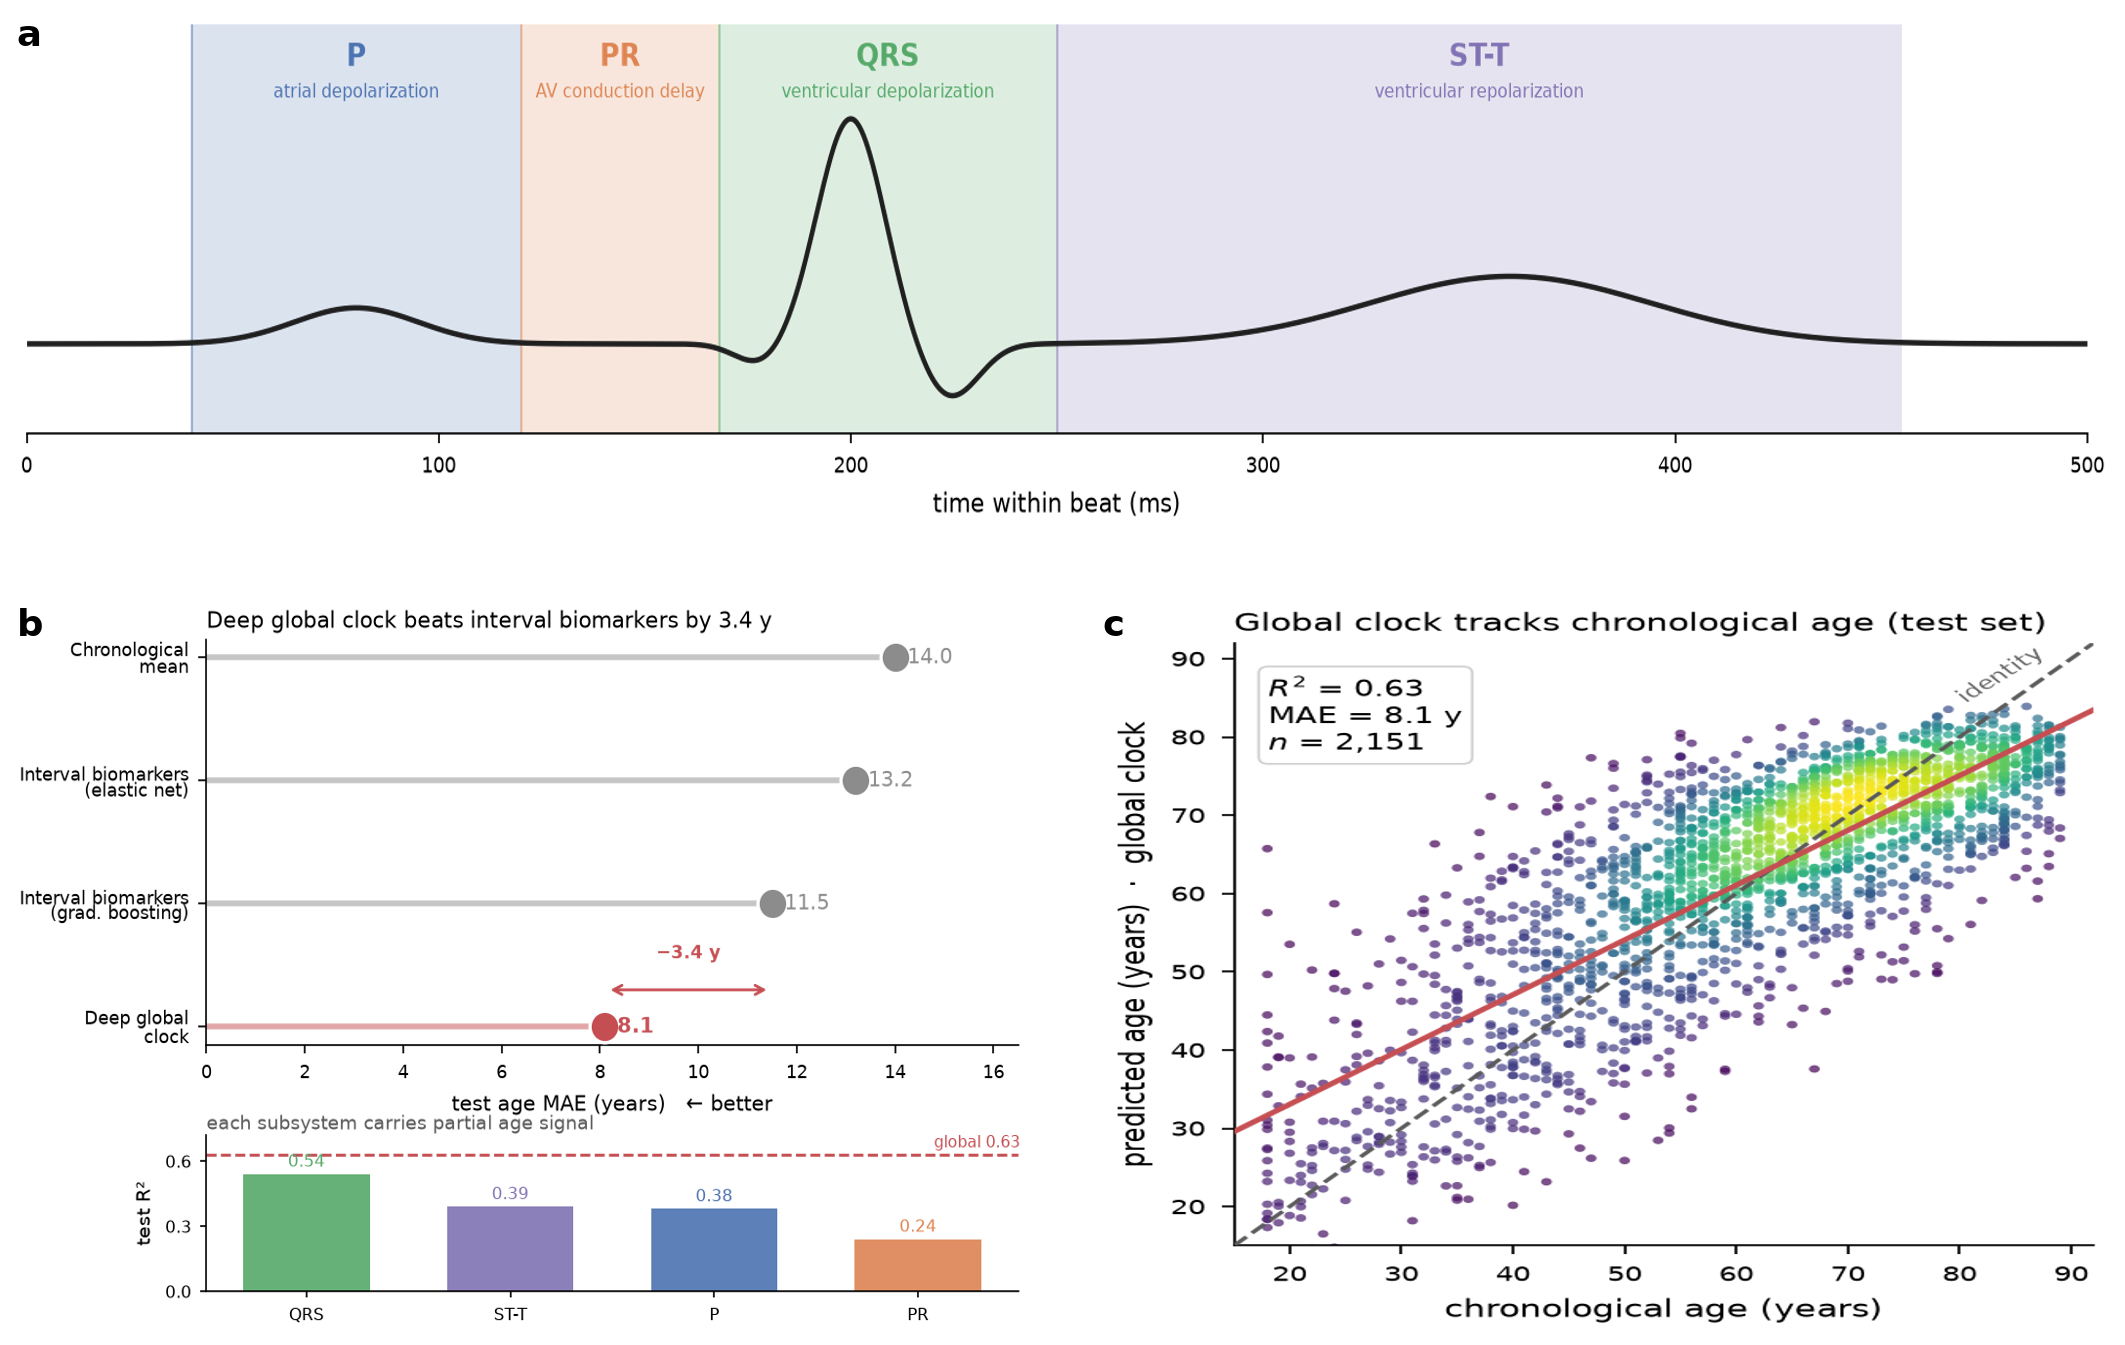 a
P
atrial depolarization
PR
AV conduction delay
QRS
ventricular depolarization
ST-T
ventricular repolarization
0
100
200
300
400
500
time within beat (ms)
b
Deep global clock beats interval biomarkers by 3.4 y
Chronological
mean
14.0
Interval biomarkers
(elastic net)
13.2
Interval biomarkers
(grad. boosting)
11.5
−3.4 y
Deep global
clock
8.1
0
2
4
6
8
10
12
14
16
test age MAE (years) ← better
each subsystem carries partial age signal
global 0.63
test R²
0.6
0.3
0.0
0.54
0.39
0.38
0.24
QRS
ST-T
P
PR
c
Global clock tracks chronological age (test set)
R² = 0.63
MAE = 8.1 y
n = 2,151
identity
predicted age (years) · global clock
90
80
70
60
50
40
30
20
20
30
40
50
60
70
80
90
chronological age (years)